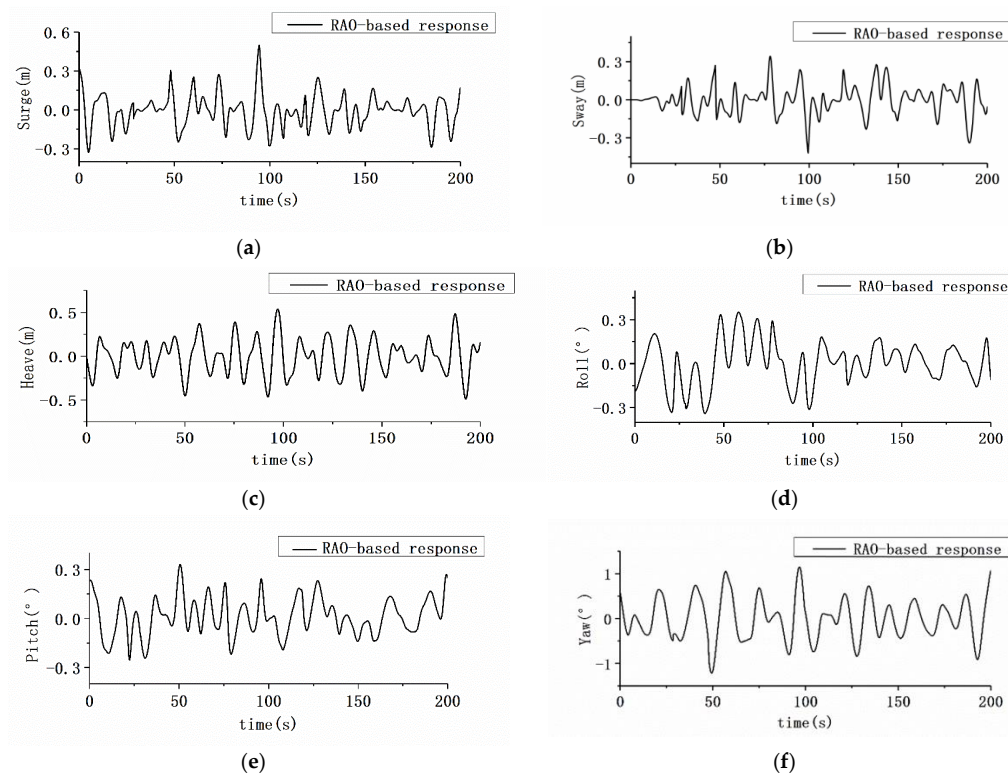 RAO-based response
0.6
0.3
0.0
-0.3
Surge(m)
0 50 100 150 200
time(s)
(a)
RAO-based response
0.3
0.0
-0.3
Sway(m)
0 50 100 150 200
time(s)
(b)
RAO-based response
0.5
0.0
-0.5
Heave(m)
0 50 100 150 200
time(s)
(c)
RAO-based response
0.3
0.0
-0.3
Roll(°)
0 50 100 150 200
time(s)
(d)
RAO-based response
0.3
0.0
-0.3
Pitch(°)
0 50 100 150 200
time(s)
(e)
RAO-based response
1
0
-1
Yaw(°)
0 50 100 150 200
time(s)
(f)